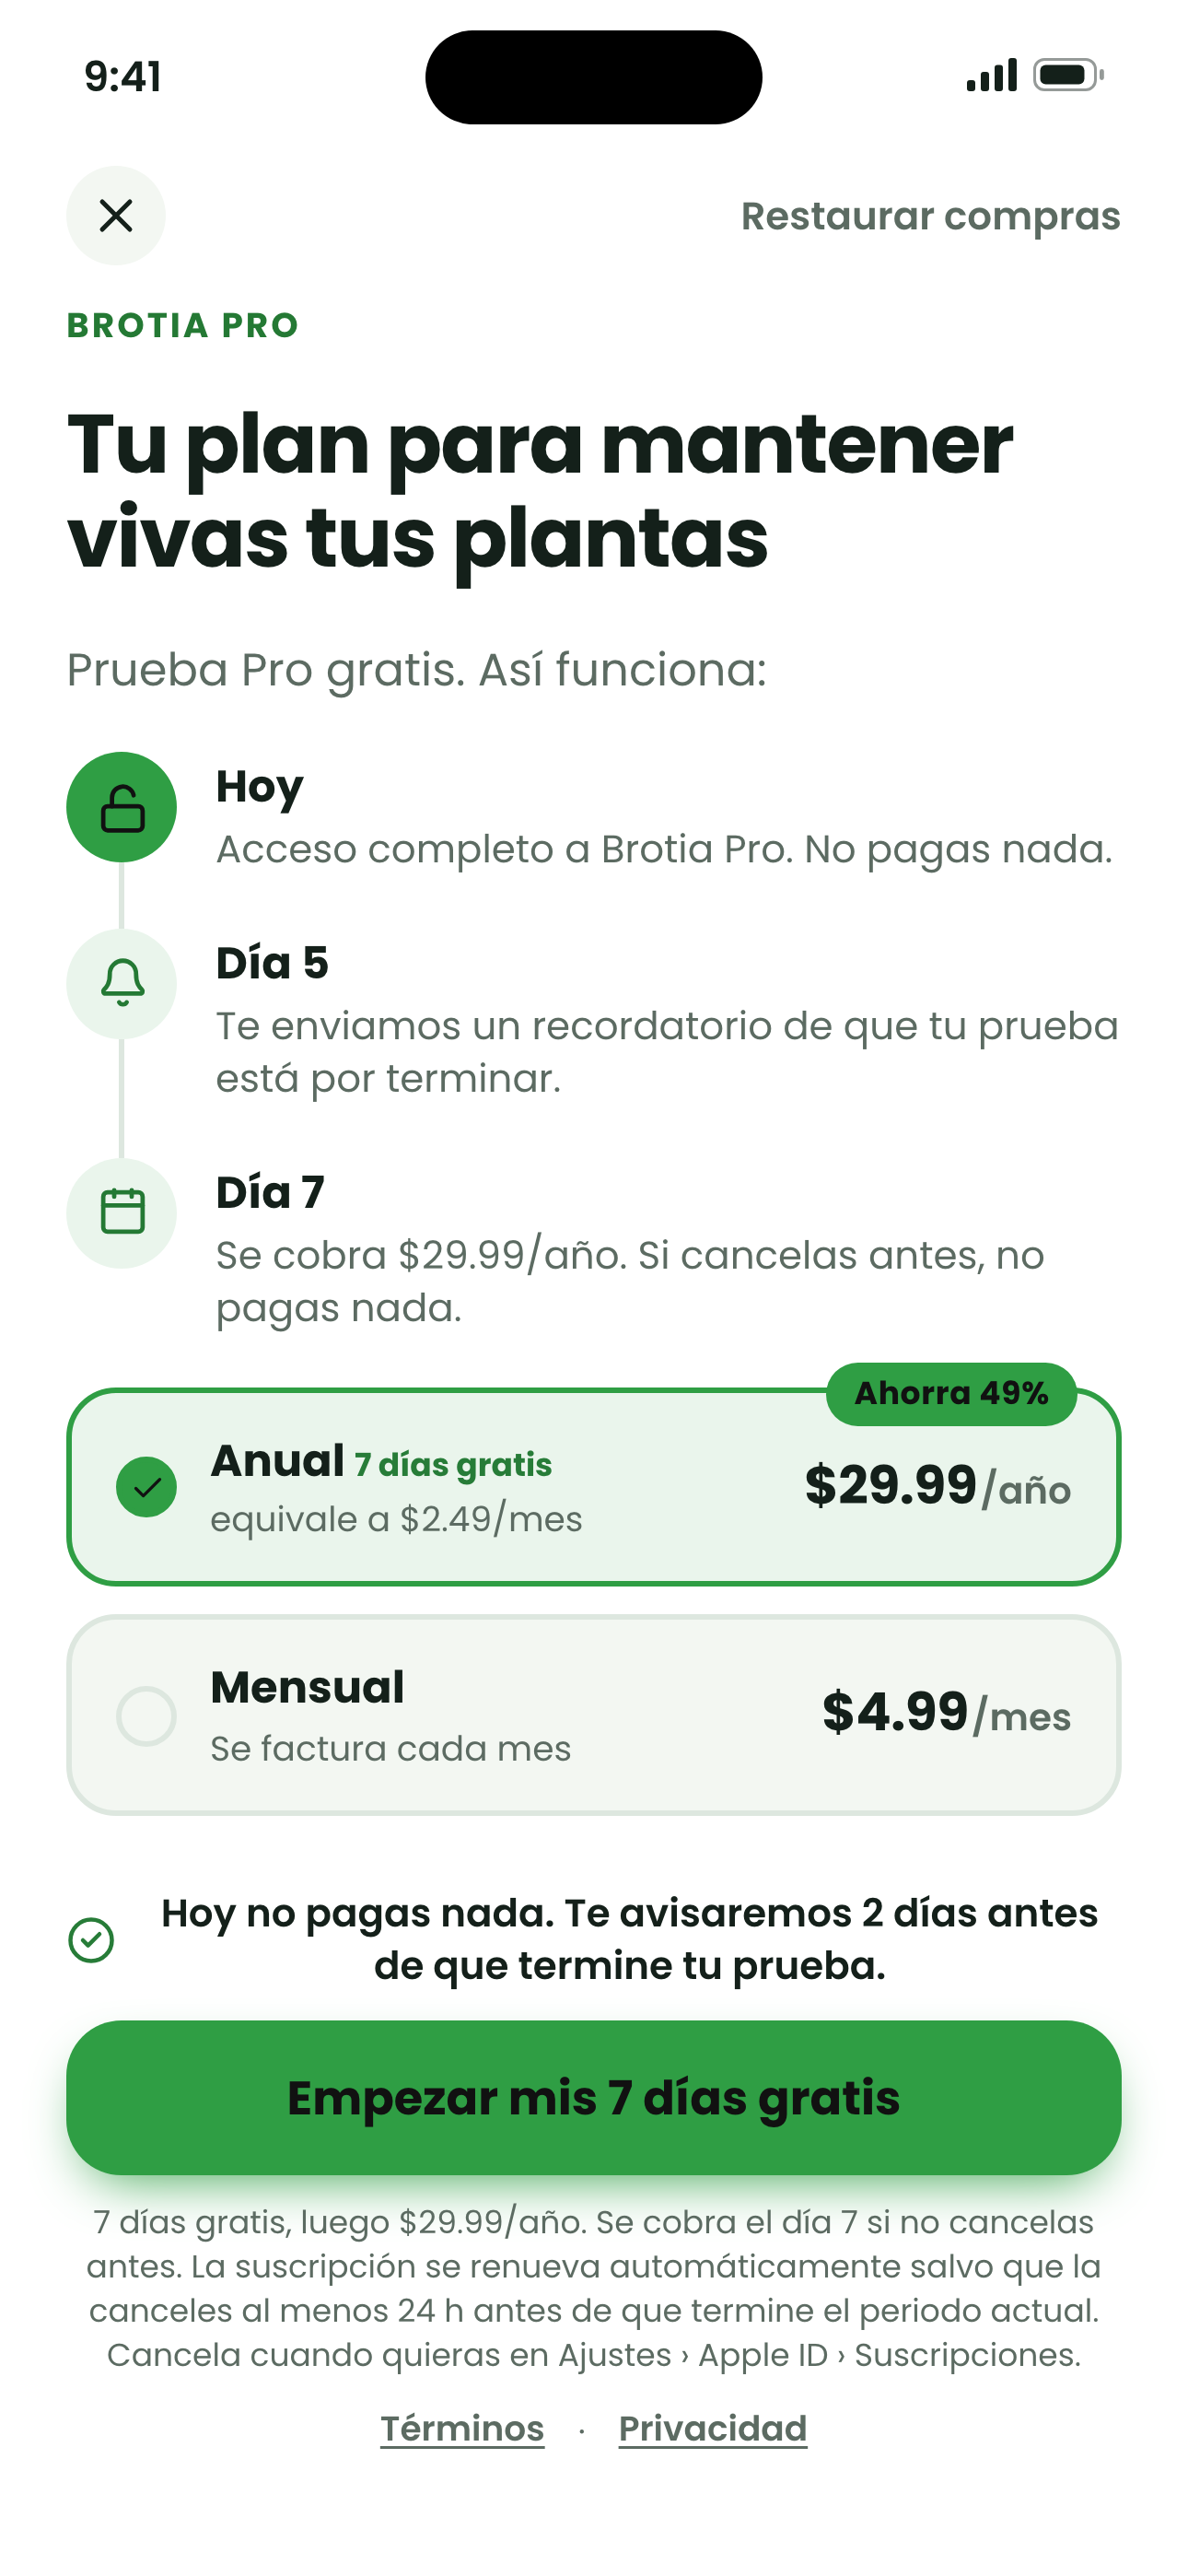 9:41
Restaurar compras
BROTIA PRO
Tu plan para mantener
vivas tus plantas
Prueba Pro gratis. Así funciona:
Hoy
Acceso completo a Brotia Pro. No pagas nada.
Día 5
Te enviamos un recordatorio de que tu prueba
está por terminar.
Día 7
Se cobra $29.99/año. Si cancelas antes, no
pagas nada.
Ahorra 49%
Anual 7 días gratis
$29.99/año
equivale a $2.49/mes
Mensual
$4.99/mes
Se factura cada mes
Hoy no pagas nada. Te avisaremos 2 días antes
de que termine tu prueba.
Empezar mis 7 días gratis
7 días gratis, luego $29.99/año. Se cobra el día 7 si no cancelas
antes. La suscripción se renueva automáticamente salvo que la
canceles al menos 24 h antes de que termine el periodo actual.
Cancela cuando quieras en Ajustes › Apple ID › Suscripciones.
Términos · Privacidad